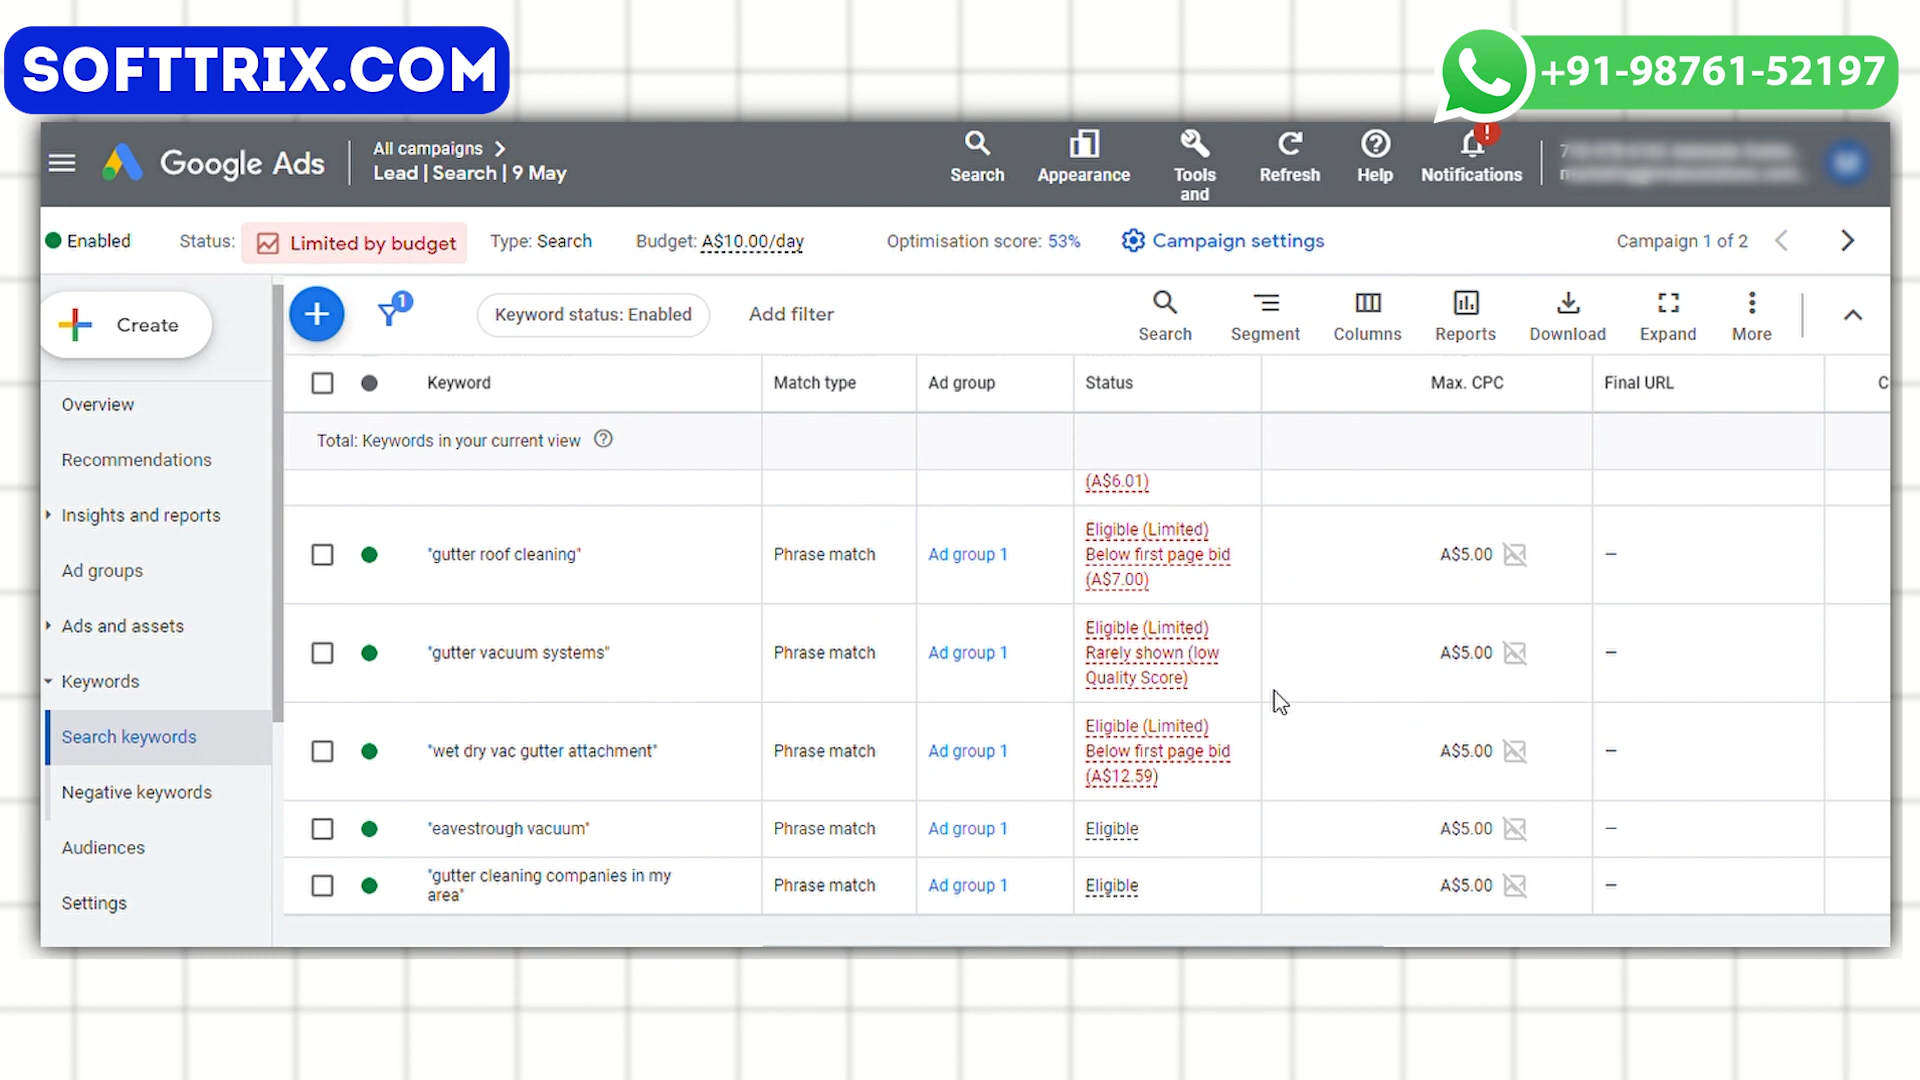 SOFTTRIX.COM
+91-98761-52197
Google Ads
All campaigns
Lead | Search | 9 May
Search
Appearance
Tools
and
Refresh
Help
!
Notifications
Enabled
Status:
Limited by budget
Type: Search
Budget: A$10.00/day
Optimisation score: 53%
Campaign settings
Campaign 1 of 2
Create
1
Keyword status: Enabled
Add filter
Search
Segment
Columns
Reports
Download
Expand
More
Overview
Recommendations
Insights and reports
Ad groups
Ads and assets
Keywords
Search keywords
Negative keywords
Audiences
Settings
Keyword
Match type
Ad group
Status
Max. CPC
Final URL
C
Total: Keywords in your current view
(A$6.01)
"gutter roof cleaning"
Phrase match
Ad group 1
Eligible (Limited)
Below first page bid
(A$7.00)
A$5.00
–
"gutter vacuum systems"
Phrase match
Ad group 1
Eligible (Limited)
Rarely shown (low
Quality Score)
A$5.00
–
"wet dry vac gutter attachment"
Phrase match
Ad group 1
Eligible (Limited)
Below first page bid
(A$12.59)
A$5.00
–
"eavestrough vacuum"
Phrase match
Ad group 1
Eligible
A$5.00
–
"gutter cleaning companies in my
area"
Phrase match
Ad group 1
Eligible
A$5.00
–